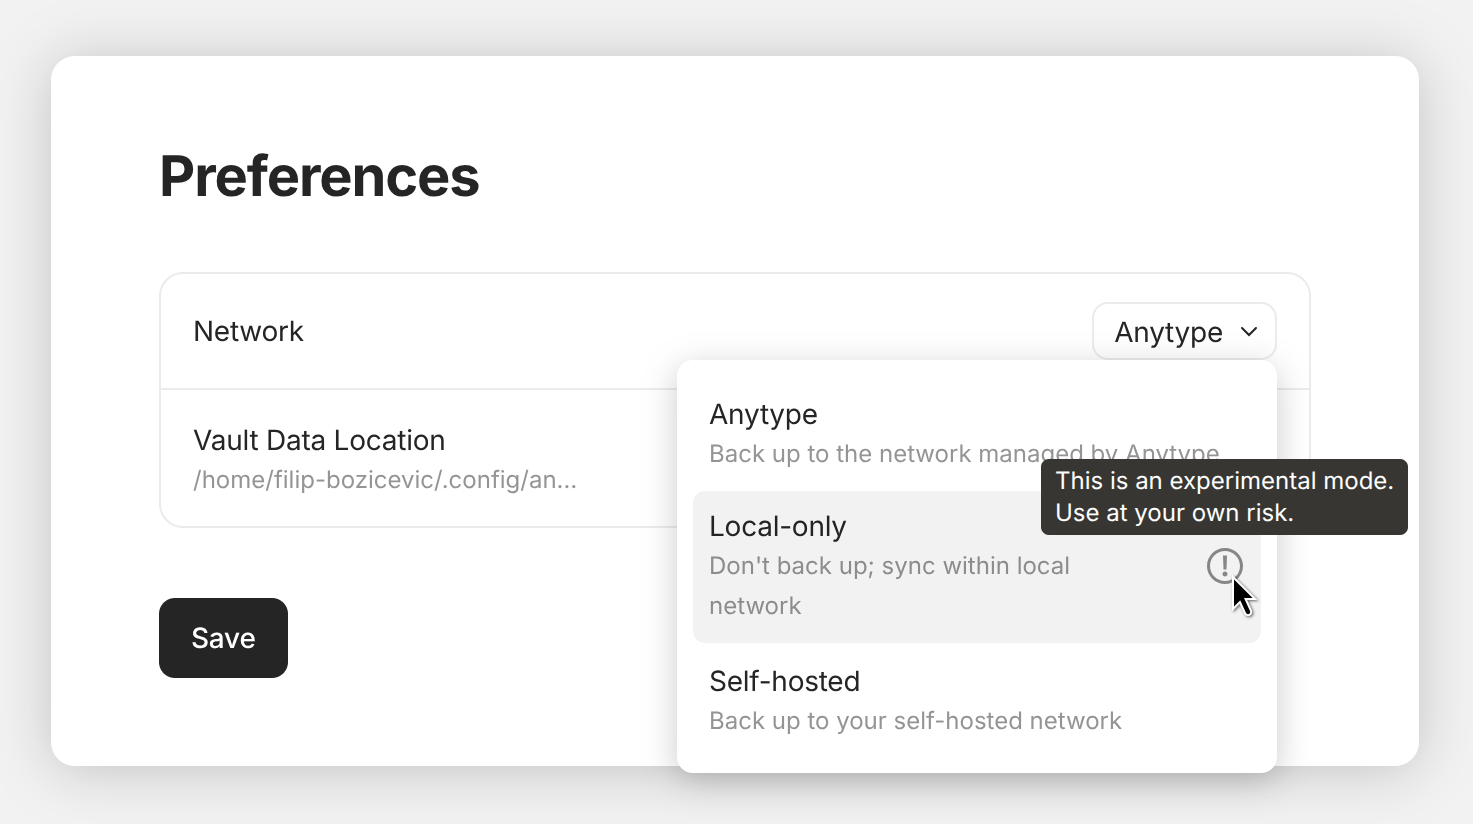 Preferences
Network
Anytype
Vault Data Location
/home/filip-bozicevic/.config/an...
Anytype
Back up to the network managed by Anytype
This is an experimental mode.
Use at your own risk.
Local-only
Don't back up; sync within local
network
Self-hosted
Back up to your self-hosted network
Save